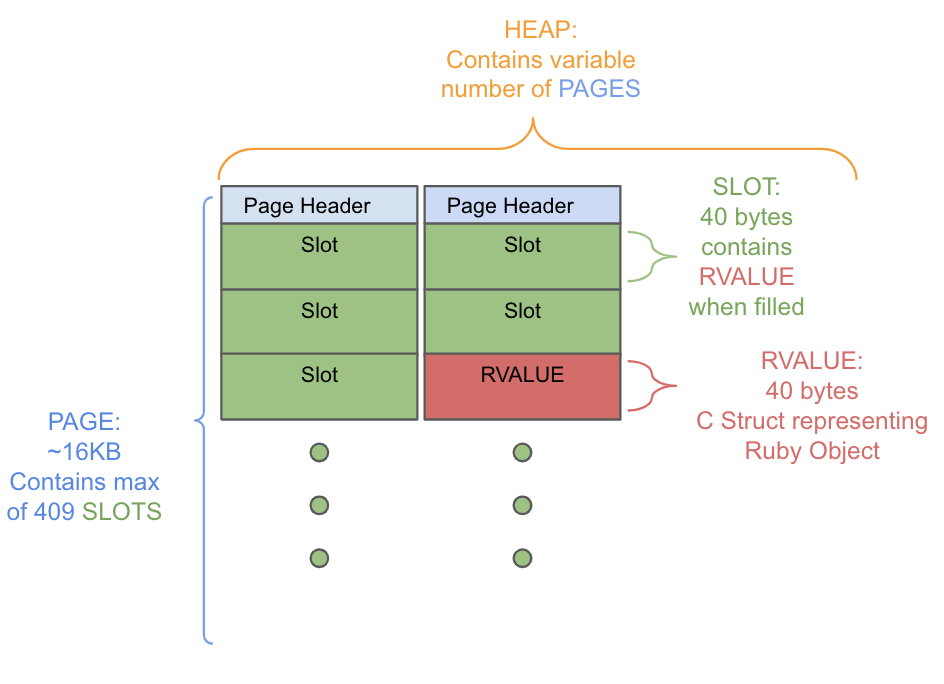 HEAP:
Contains variable
number of PAGES
Page Header
Slot
Slot
Slot
Page Header
Slot
Slot
RVALUE
SLOT:
40 bytes
contains
RVALUE
when filled
RVALUE:
40 bytes
C Struct representing
Ruby Object
PAGE:
~16KB
Contains max
of 409 SLOTS